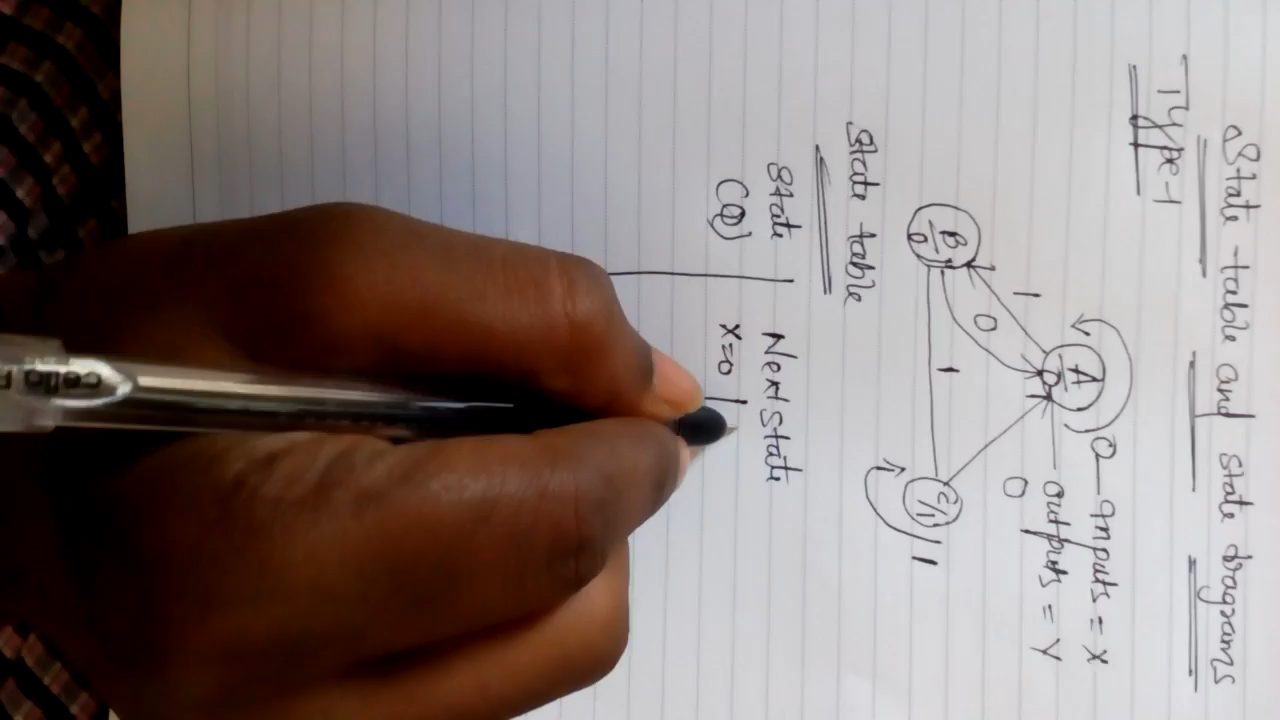 State table and state diagrams
Type-1
0 inputs = X
A
0
outputs = Y
1
0
0
B
0
1
C/1
1
State table
State
Next state
(Q)
X=0
cello